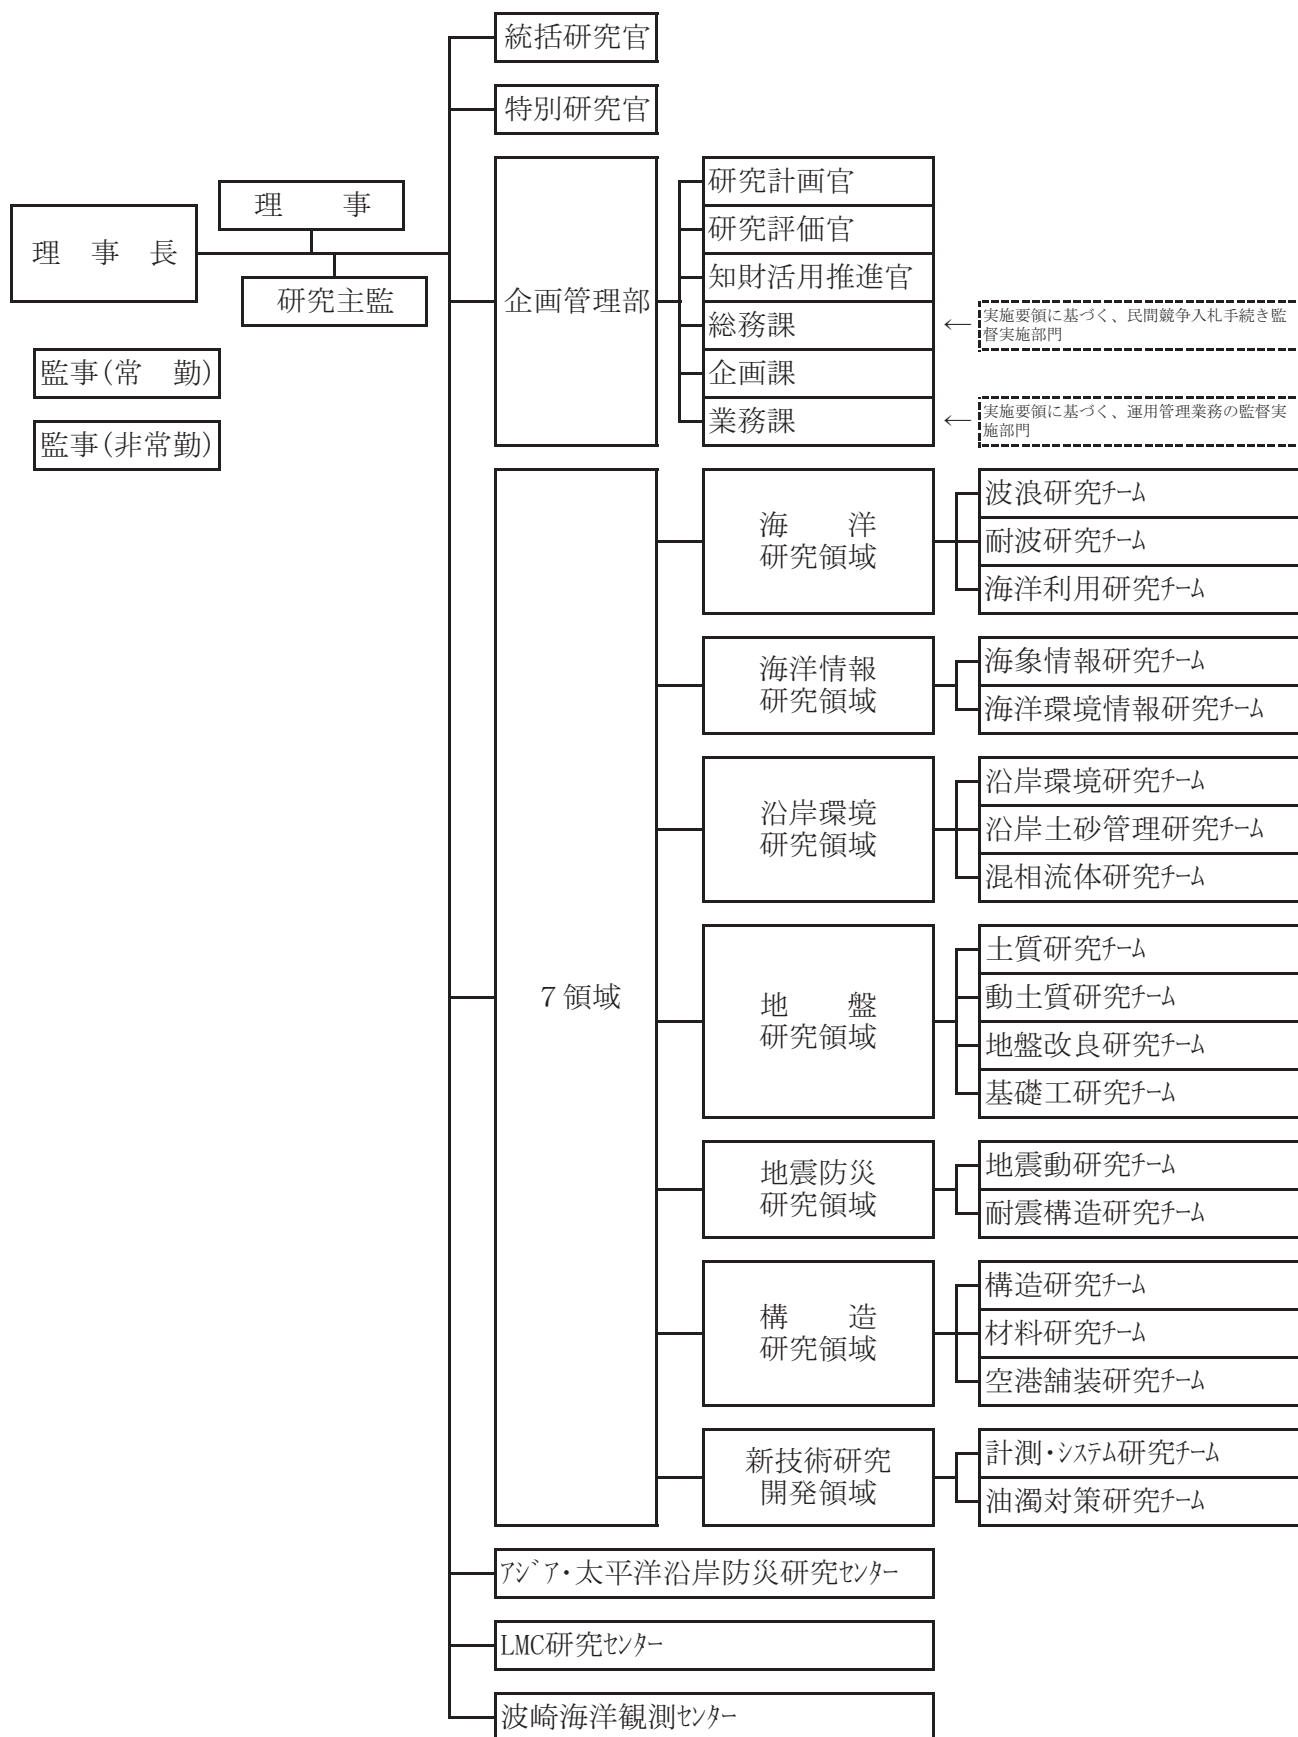 統括研究官
特別研究官
理　　事
理　事　長
研究主監
監事(常　勤)
監事(非常勤)
企画管理部
研究計画官
研究評価官
知財活用推進官
総務課
企画課
業務課
← 実施要領に基づく、民間競争入札手続き監
督実施部門
← 実施要領に基づく、運用管理業務の監督実
施部門
７領域
海　　洋
研究領域
波浪研究ﾁｰﾑ
耐波研究ﾁｰﾑ
海洋利用研究ﾁｰﾑ
海洋情報
研究領域
海象情報研究ﾁｰﾑ
海洋環境情報研究ﾁｰﾑ
沿岸環境
研究領域
沿岸環境研究ﾁｰﾑ
沿岸土砂管理研究ﾁｰﾑ
混相流体研究ﾁｰﾑ
地　　盤
研究領域
土質研究ﾁｰﾑ
動土質研究ﾁｰﾑ
地盤改良研究ﾁｰﾑ
基礎工研究ﾁｰﾑ
地震防災
研究領域
地震動研究ﾁｰﾑ
耐震構造研究ﾁｰﾑ
構　　造
研究領域
構造研究ﾁｰﾑ
材料研究ﾁｰﾑ
空港舗装研究ﾁｰﾑ
新技術研究
開発領域
計測・ｼｽﾃﾑ研究ﾁｰﾑ
油濁対策研究ﾁｰﾑ
ｱｼﾞｱ・太平洋沿岸防災研究ｾﾝﾀｰ
LMC研究ｾﾝﾀｰ
波崎海洋観測ｾﾝﾀｰ